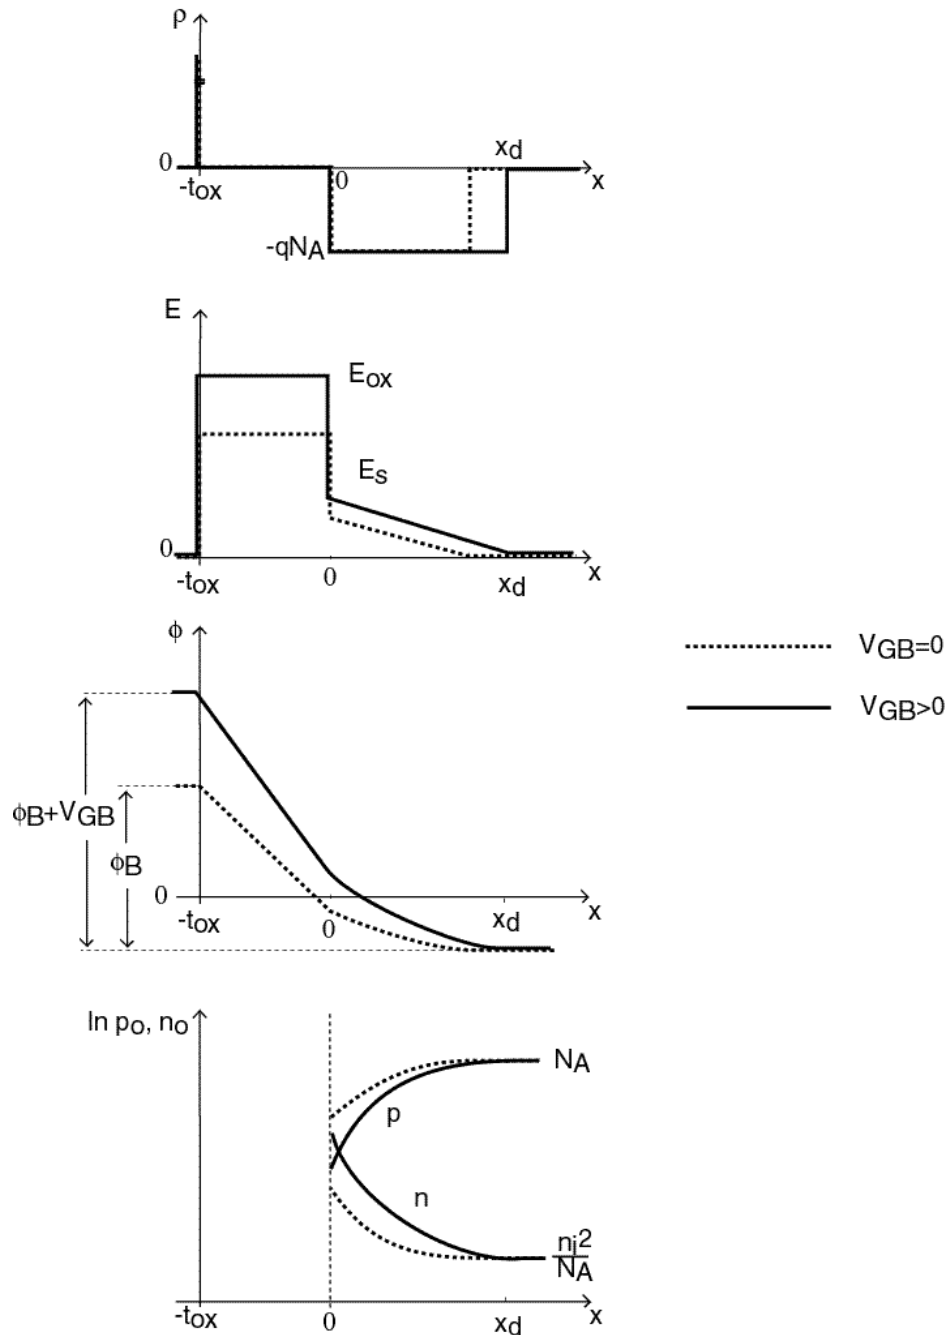 ρ
0
-tox
0
xd
x
-qNA
E
Eox
Es
0
-tox
0
xd
x
ϕ
VGB=0
VGB>0
ϕB+VGB
ϕB
0
-tox
0
xd
x
ln po, no
NA
p
n
ni2
NA
-tox
0
xd
x